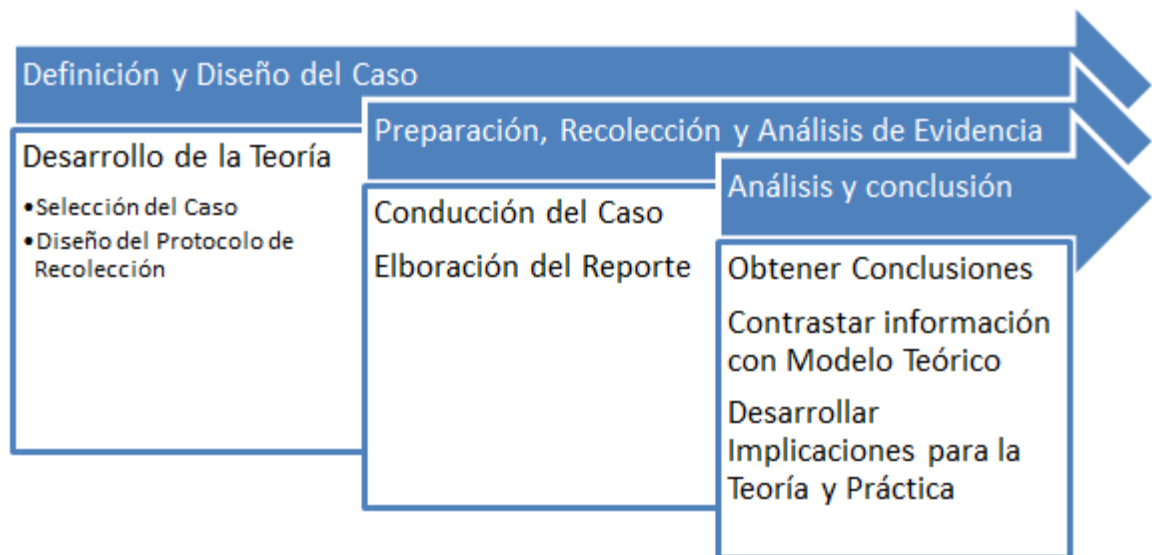 Definición y Diseño del Caso
Desarrollo de la Teoría
•Selección del Caso
•Diseño del Protocolo de
Recolección
Preparación, Recolección y Análisis de Evidencia
Conducción del Caso
Elboración del Reporte
Análisis y conclusión
Obtener Conclusiones
Contrastar información
con Modelo Teórico
Desarrollar
Implicaciones para la
Teoría y Práctica